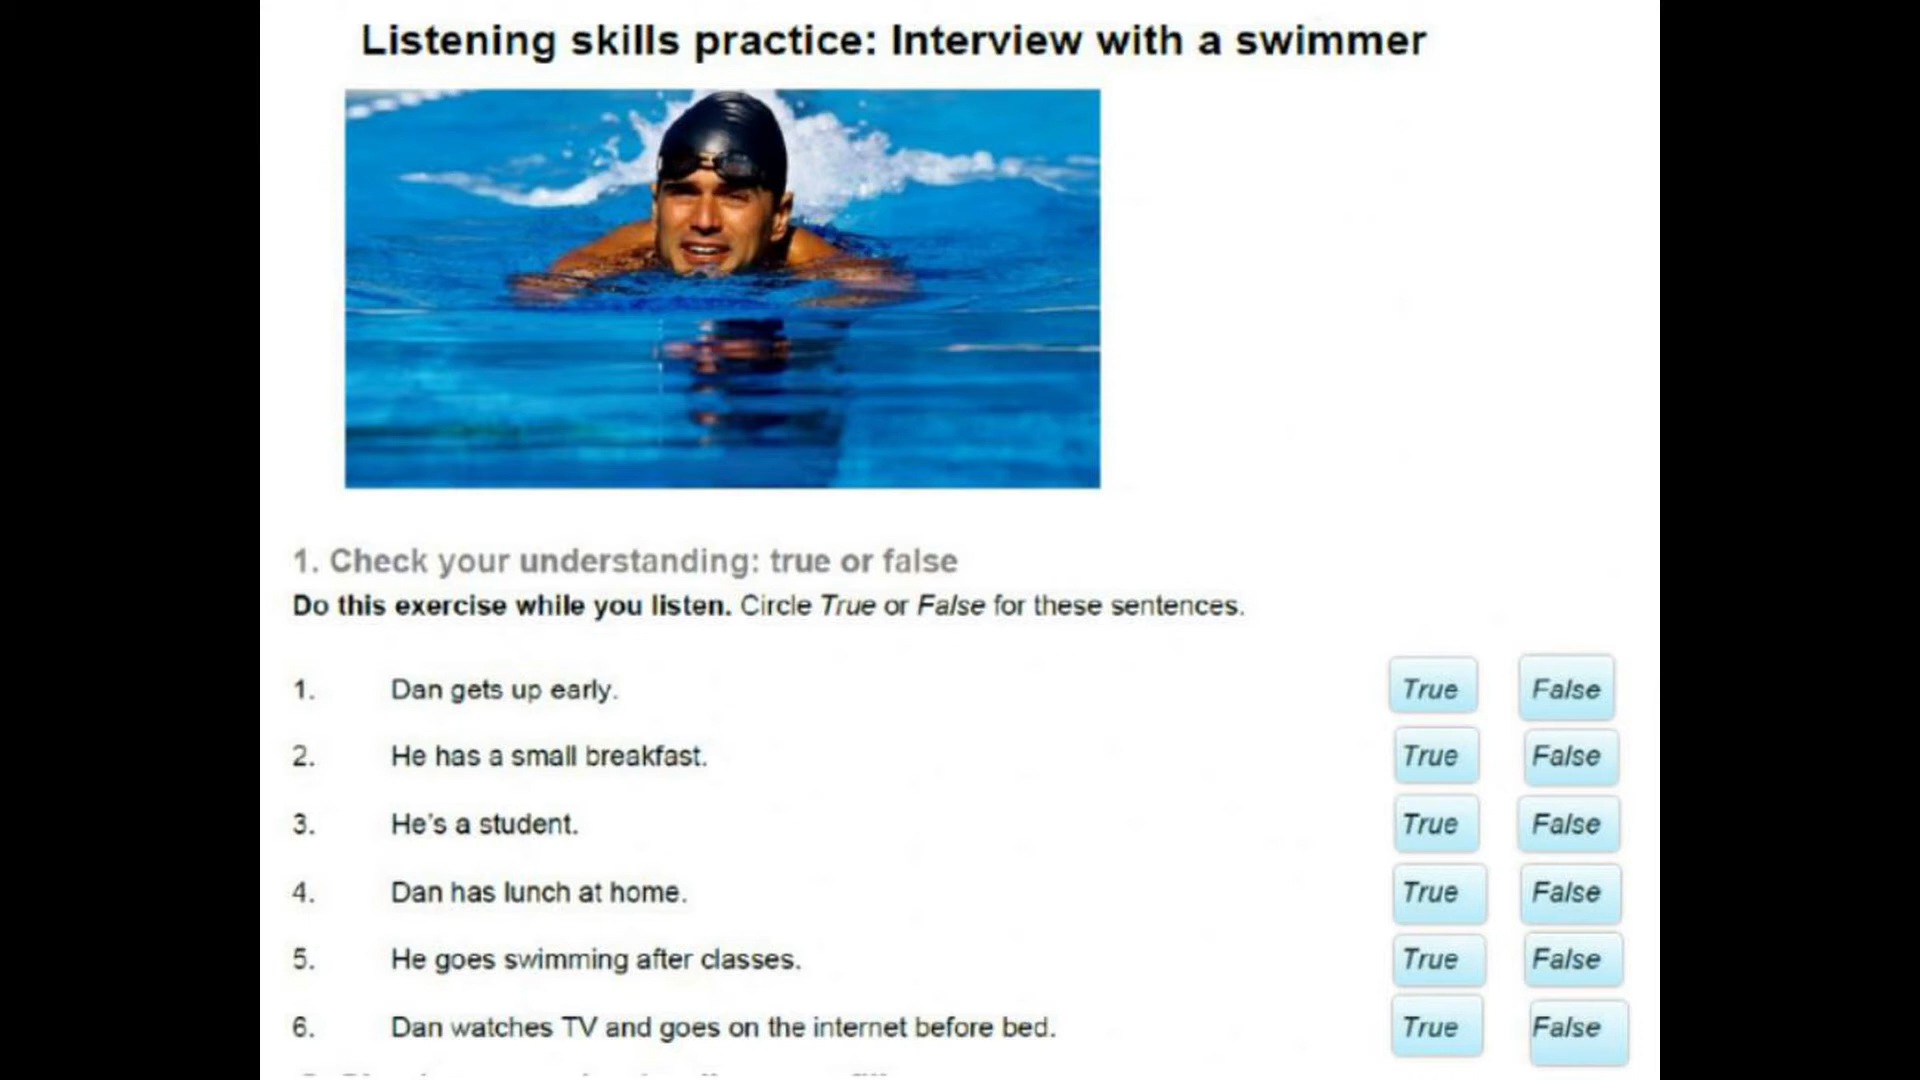 Listening skills practice: Interview with a swimmer
1. Check your understanding: true or false
Do this exercise while you listen. Circle True or False for these sentences.
1. Dan gets up early. True False
2. He has a small breakfast. True False
3. He's a student. True False
4. Dan has lunch at home. True False
5. He goes swimming after classes. True False
6. Dan watches TV and goes on the internet before bed. True False